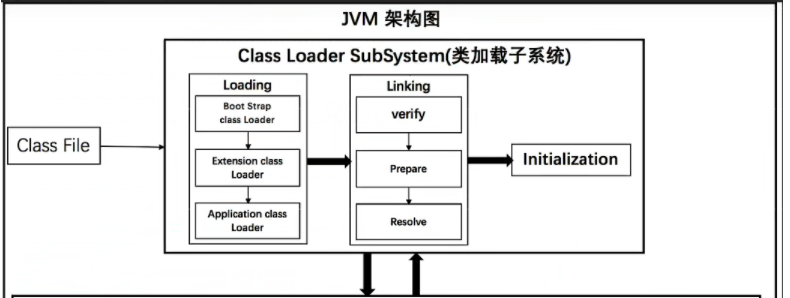 JVM 架构图
Class Loader SubSystem(类加载子系统)
Loading
Boot Strap
class Loader
Extension class
Loader
Application class
Loader
Linking
verify
Prepare
Resolve
Class File
Initialization